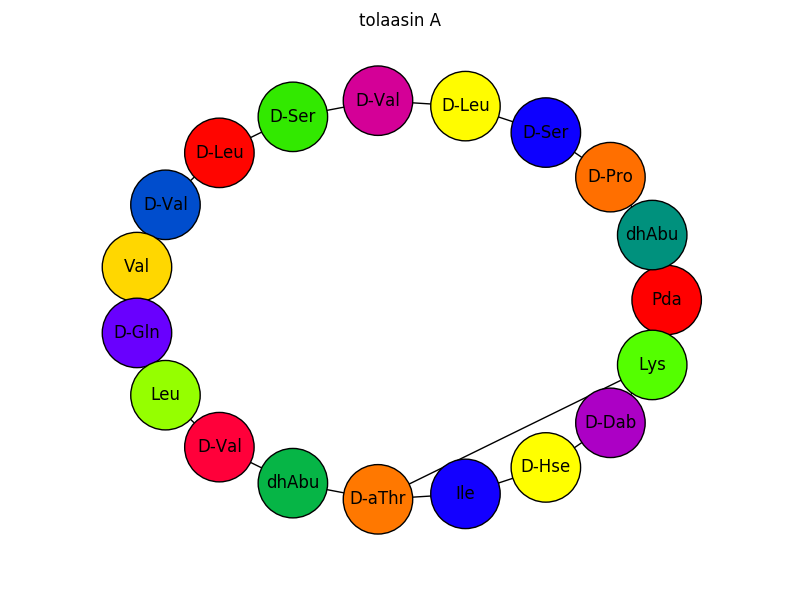 tolaasin A
D-Val
D-Leu
D-Ser
D-Ser
D-Leu
D-Pro
D-Val
dhAbu
Val
Pda
D-Gln
Lys
Leu
D-Dab
D-Val
D-Hse
dhAbu
Ile
D-aThr